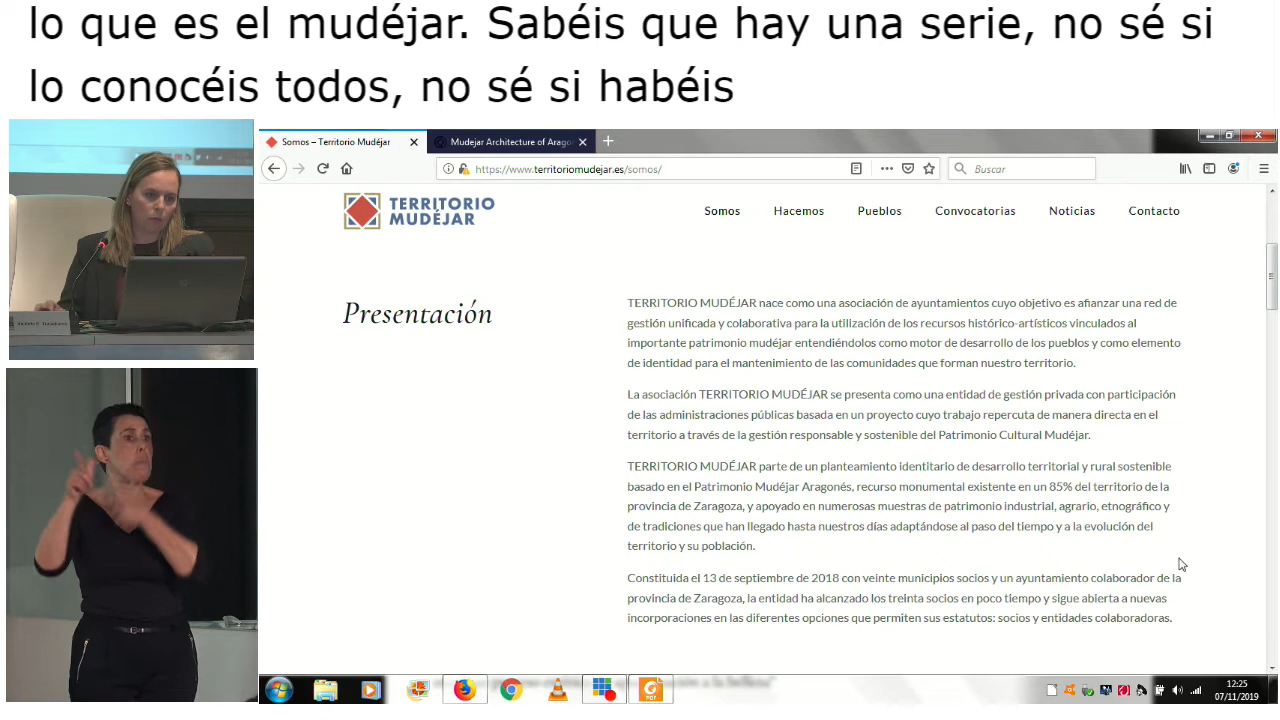 lo que es el mudéjar. Sabéis que hay una serie, no sé si
lo conocéis todos, no sé si habéis
Somos – Territorio Mudéjar
Mudejar Architecture of Arago
https://www.territoriomudejar.es/somos/
Buscar
TERRITORIO
MUDÉJAR
Somos
Hacemos
Pueblos
Convocatorias
Noticias
Contacto
Presentación
TERRITORIO MUDÉJAR nace como una asociación de ayuntamientos cuyo objetivo es afianzar una red de
gestión unificada y colaborativa para la utilización de los recursos histórico-artísticos vinculados al
importante patrimonio mudéjar entendiéndolos como motor de desarrollo de los pueblos y como elemento
de identidad para el mantenimiento de las comunidades que forman nuestro territorio.
La asociación TERRITORIO MUDÉJAR se presenta como una entidad de gestión privada con participación
de las administraciones públicas basada en un proyecto cuyo trabajo repercuta de manera directa en el
territorio a través de la gestión responsable y sostenible del Patrimonio Cultural Mudéjar.
TERRITORIO MUDÉJAR parte de un planteamiento identitario de desarrollo territorial y rural sostenible
basado en el Patrimonio Mudéjar Aragonés, recurso monumental existente en un 85% del territorio de la
provincia de Zaragoza, y apoyado en numerosas muestras de patrimonio industrial, agrario, etnográfico y
de tradiciones que han llegado hasta nuestros días adaptándose al paso del tiempo y a la evolución del
territorio y su población.
Constituida el 13 de septiembre de 2018 con veinte municipios socios y un ayuntamiento colaborador de la
provincia de Zaragoza, la entidad ha alcanzado los treinta socios en poco tiempo y sigue abierta a nuevas
incorporaciones en las diferentes opciones que permiten sus estatutos: socios y entidades colaboradoras.
12:25
07/11/2019